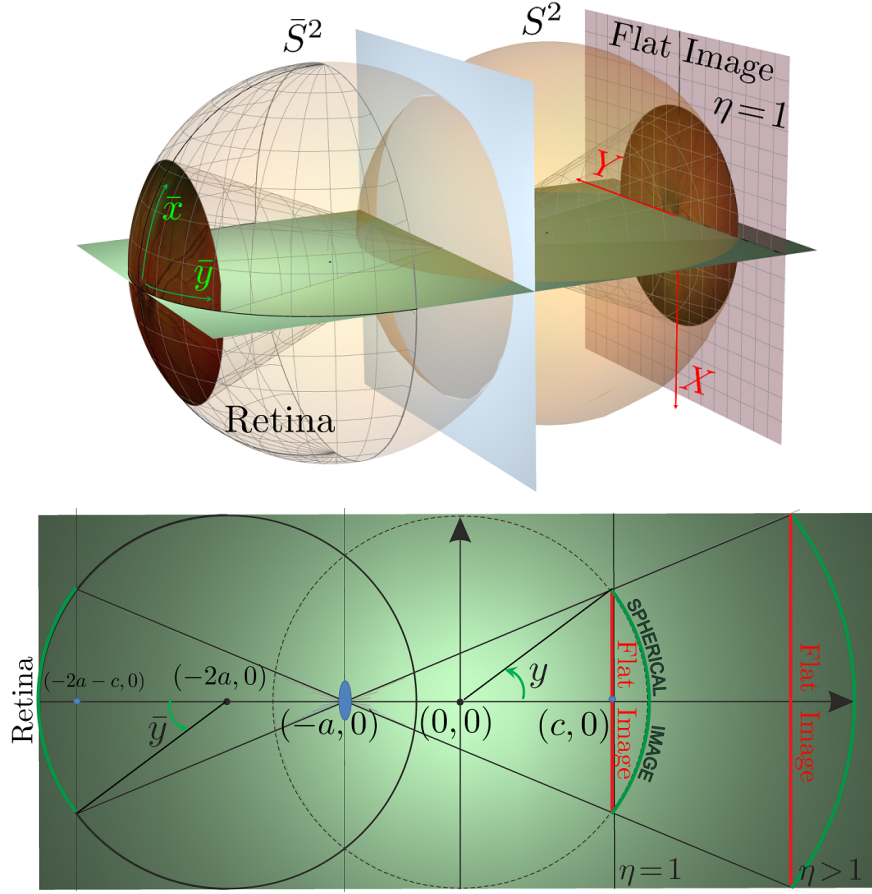 S̄²
S²
Flat Image
η = 1
Y
x̄
ȳ
X
Retina
Retina
(−2a − c, 0)
(−2a, 0)
ȳ
(−a, 0)
(0, 0)
y
(c, 0)
SPHERICAL IMAGE
Flat Image
Flat Image
η = 1
η > 1